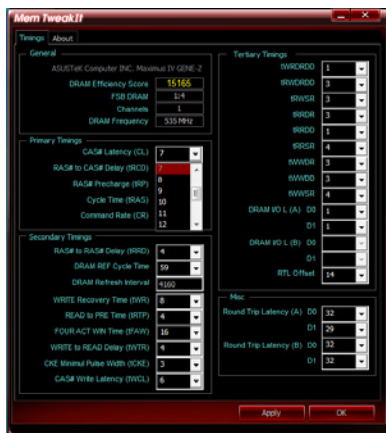 Mem TweakIt
Timings About
General
ASUSTeK Computer INC. Maximus IV GENE-Z
DRAM Efficiency Score 15165
FSB:DRAM 1:4
Channels 1
DRAM Frequency 535 MHz
Primary Timings
CAS# Latency (CL) 7
RAS# to CAS# Delay (tRCD) 7
8
RAS# Precharge (tRP) 9
Cycle Time (tRAS) 10
Command Rate (CR) 11
12
Secondary Timings
RAS# to RAS# Delay (tRRD) 4
DRAM REF Cycle Time 59
DRAM Refresh Interval 4160
WRITE Recovery Time (tWR) 8
READ to PRE Time (tRTP) 4
FOUR ACT WIN Time (tFAW) 16
WRITE to READ Delay (tWTR) 4
CKE Minimul Pulse Width (tCKE) 3
CAS# Write Latency (tWCL) 6
Tertiary Timings
tWRDRDD 1
tRWDRDD 3
tRWSR 3
tRRDR 3
tRRDD 1
tRRSR 4
tWWDR 3
tWWDD 3
tWWSR 4
DRAM I/O L (A) D0 1
D1 1
DRAM I/O L (B) D0 1
D1 1
RTL Offset 14
Misc
Round Trip Latency (A) D0 32
D1 29
Round Trip Latency (B) D0 32
D1 32
Apply OK